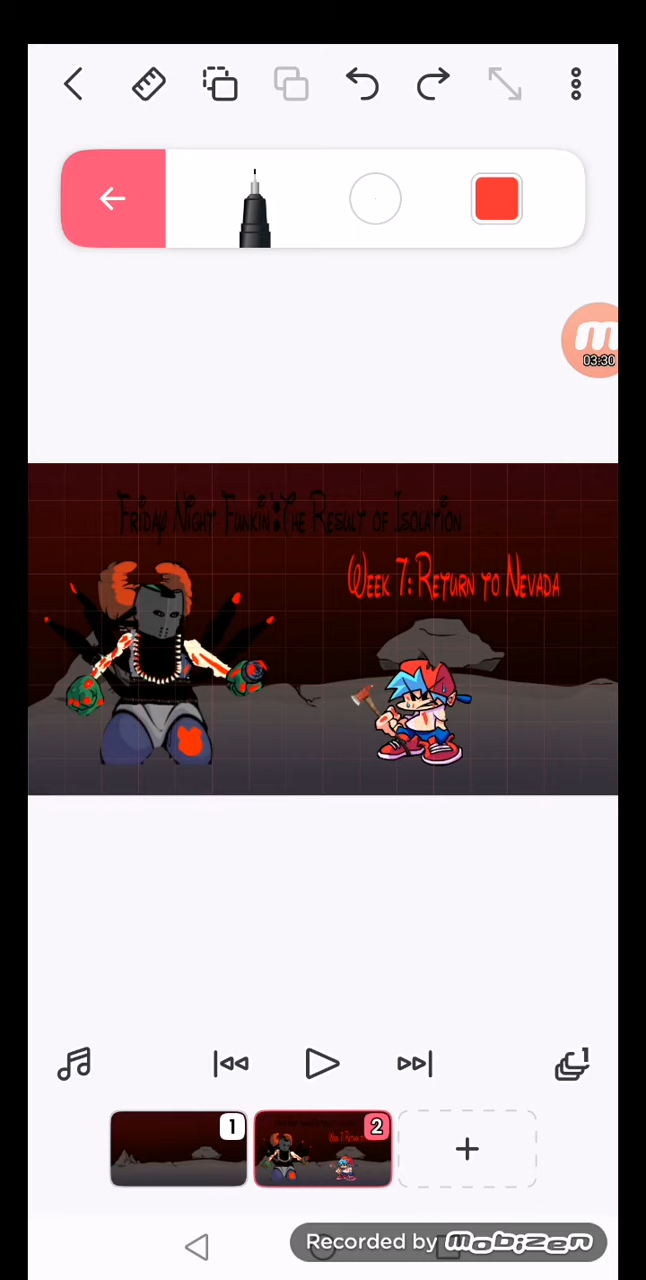 03:30
Friday Night Funkin':The Result of Isolation
Week 7: Return to Nevada
1
1 2
Recorded by mobizen